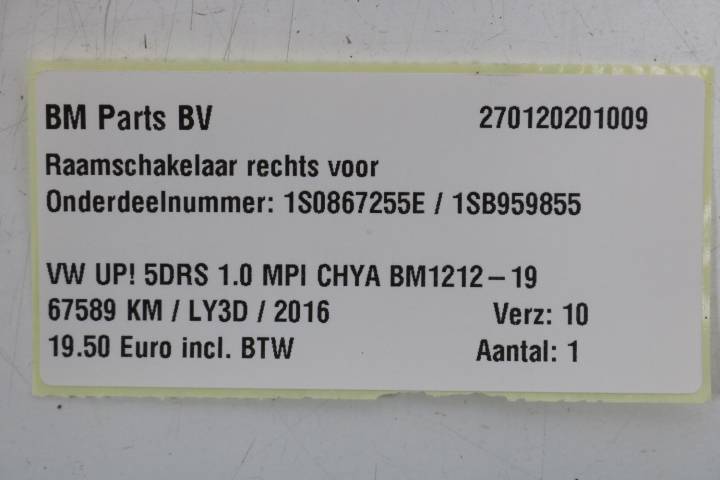 BM Parts BV 270120201009
Raamschakelaar rechts voor
Onderdeelnummer: 1S0867255E / 1SB959855
VW UP! 5DRS 1.0 MPI CHYA BM1212-19
67589 KM / LY3D / 2016 Verz: 10
19.50 Euro incl. BTW Aantal: 1